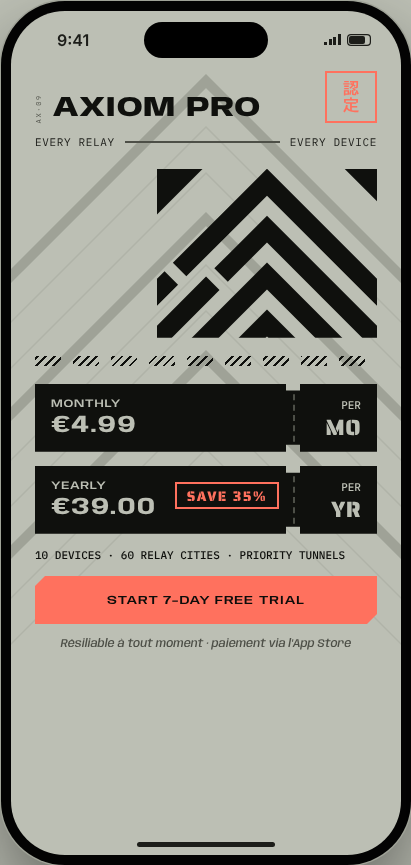 9:41
AX-09
AXIOM PRO
認定
EVERY RELAY
EVERY DEVICE
MONTHLY
€4.99
PER
MO
YEARLY
€39.00
SAVE 35%
PER
YR
10 DEVICES · 60 RELAY CITIES · PRIORITY TUNNELS
START 7-DAY FREE TRIAL
Résiliable à tout moment · paiement via l'App Store